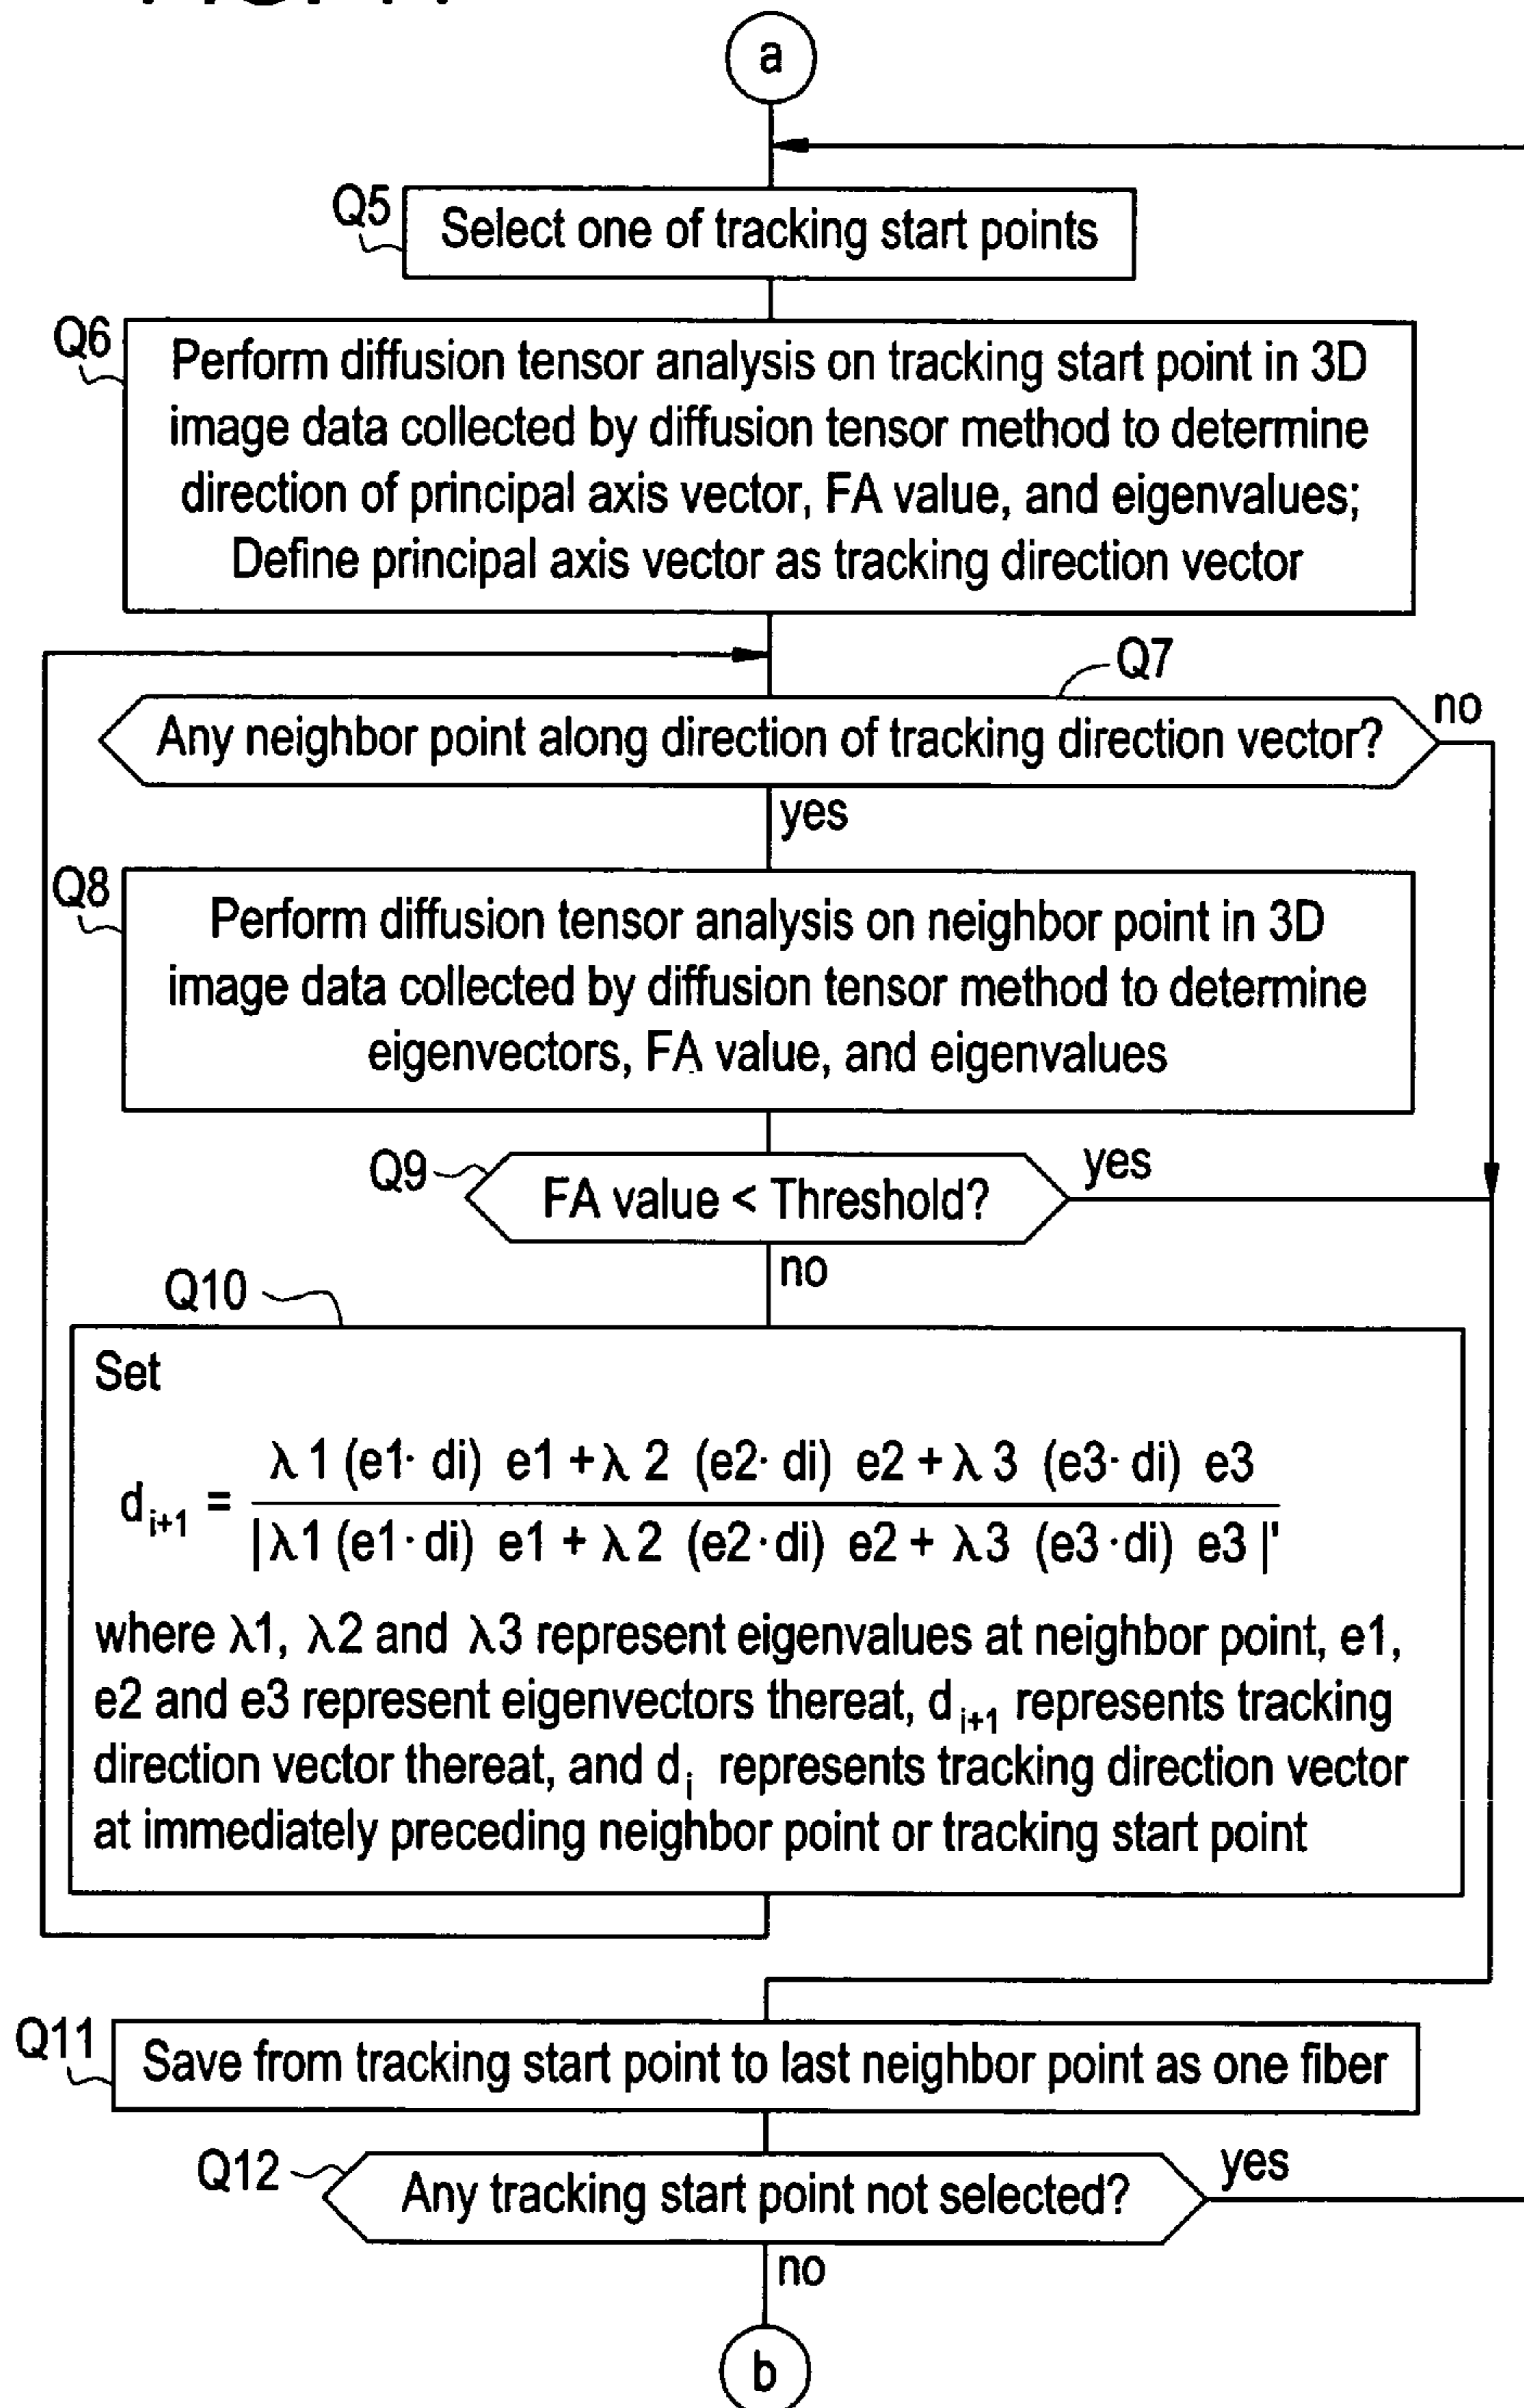 a
Q5
Select one of tracking start points
Q6
Perform diffusion tensor analysis on tracking start point in 3D
image data collected by diffusion tensor method to determine
direction of principal axis vector, FA value, and eigenvalues;
Define principal axis vector as tracking direction vector
Q7
Any neighbor point along direction of tracking direction vector?
no
yes
Q8
Perform diffusion tensor analysis on neighbor point in 3D
image data collected by diffusion tensor method to determine
eigenvectors, FA value, and eigenvalues
Q9
FA value < Threshold?
yes
no
Q10
Set
d i+1 = 
λ 1 (e1· di) e1 + λ 2 (e2· di) e2 + λ 3 (e3· di) e3
|λ1 (e1·di) e1 + λ2 (e2·di) e2 + λ3 (e3·di) e3|'
where λ1, λ2 and λ3 represent eigenvalues at neighbor point, e1,
e2 and e3 represent eigenvectors thereat, d i+1 represents tracking
direction vector thereat, and d i represents tracking direction vector
at immediately preceding neighbor point or tracking start point
Q11
Save from tracking start point to last neighbor point as one fiber
Q12
Any tracking start point not selected?
yes
no
b